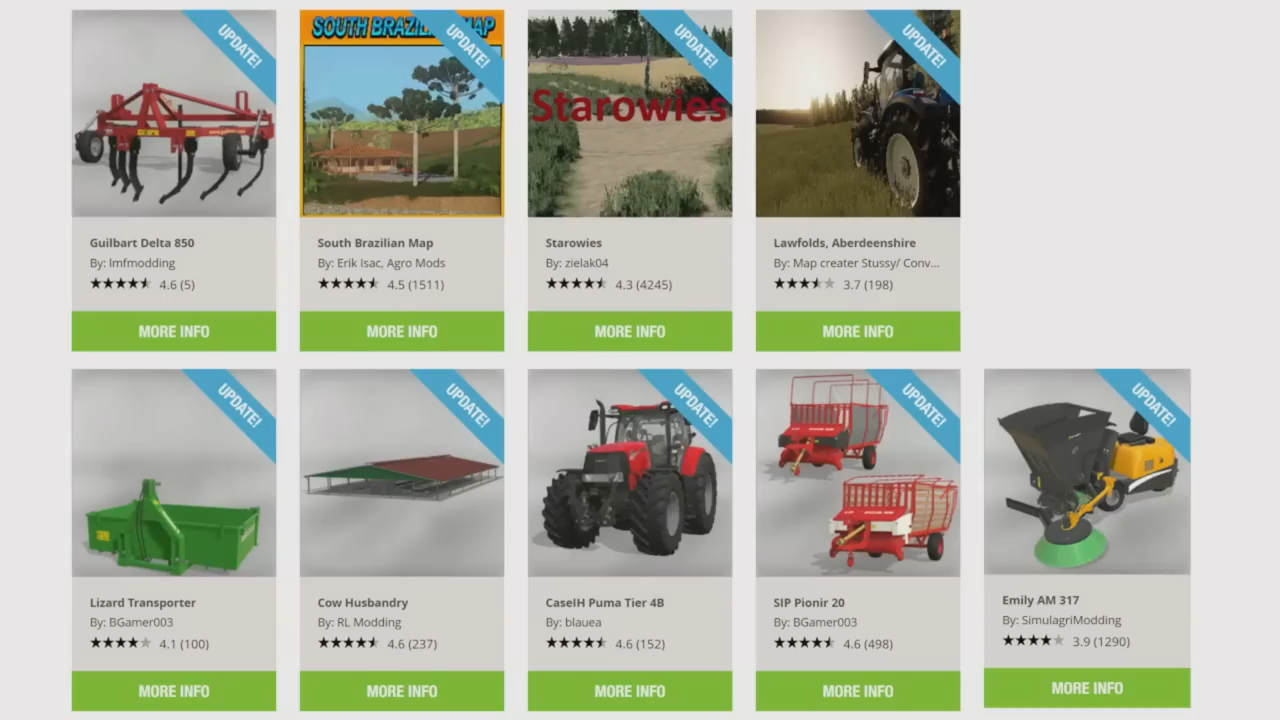 UPDATE!
SOUTH BRAZIL MAP
UPDATE!
Starowies
UPDATE!
UPDATE!
Guilbart Delta 850
By: lmfmodding
4.6 (5)
MORE INFO
South Brazilian Map
By: Erik Isac, Agro Mods
4.5 (1511)
MORE INFO
Starowies
By: zielak04
4.3 (4245)
MORE INFO
Lawfolds, Aberdeenshire
By: Map creater Stussy/ Conv...
3.7 (198)
MORE INFO
UPDATE!
UPDATE!
UPDATE!
UPDATE!
UPDATE!
Lizard Transporter
By: BGamer003
4.1 (100)
MORE INFO
Cow Husbandry
By: RL Modding
4.6 (237)
MORE INFO
CaseIH Puma Tier 4B
By: blauea
4.6 (152)
MORE INFO
SIP Pionir 20
By: BGamer003
4.6 (498)
MORE INFO
Emily AM 317
By: SimulagriModding
3.9 (1290)
MORE INFO